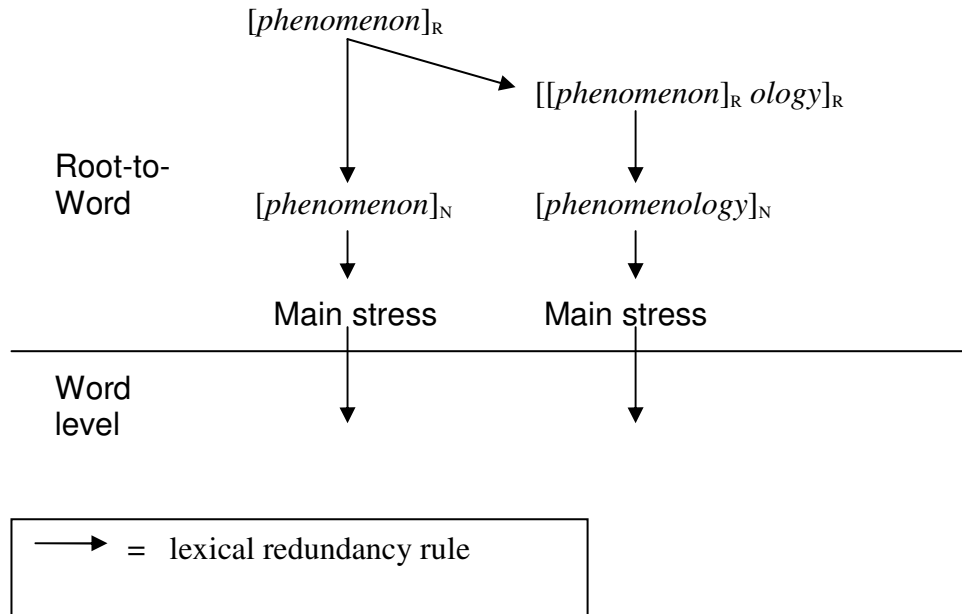 [phenomenon]R
[[phenomenon]R ology]R
Root-to-
Word
[phenomenon]N
[phenomenology]N
Main stress
Main stress
Word
level
= lexical redundancy rule